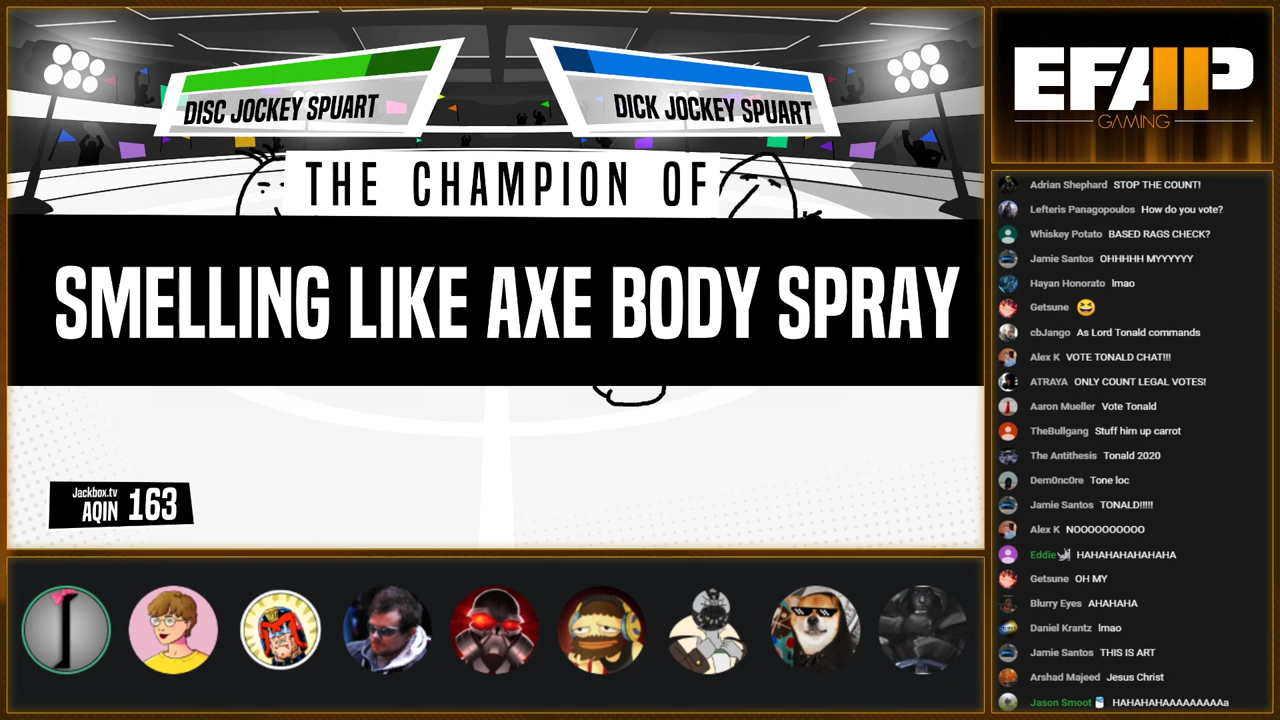 DISC JOCKEY SPUART
DICK JOCKEY SPUART
THE CHAMPION OF
SMELLING LIKE AXE BODY SPRAY
Jackbox.tv
AQIN 163
EFAP
GAMING
Adrian Shephard STOP THE COUNT!
Lefteris Panagopoulos How do you vote?
Whiskey Potato BASED RAGS CHECK?
Jamie Santos OHHHHH MYYYYYY
Hayan Honorato lmao
Getsune 😆
cbJango As Lord Tonald commands
Alex K VOTE TONALD CHAT!!!
ATRAYA ONLY COUNT LEGAL VOTES!
Aaron Mueller Vote Tonald
TheBullgang Stuff him up carrot
The Antithesis Tonald 2020
Dem0nc0re Tone loc
Jamie Santos TONALD!!!!!
Alex K NOOOOOOOOOO
Eddie HAHAHAHAHAHAHA
Getsune OH MY
Blurry Eyes AHAHAHA
Daniel Krantz lmao
Jamie Santos THIS IS ART
Arshad Majeed Jesus Christ
Jason Smoot HAHAHAHAAAAAAAAAa